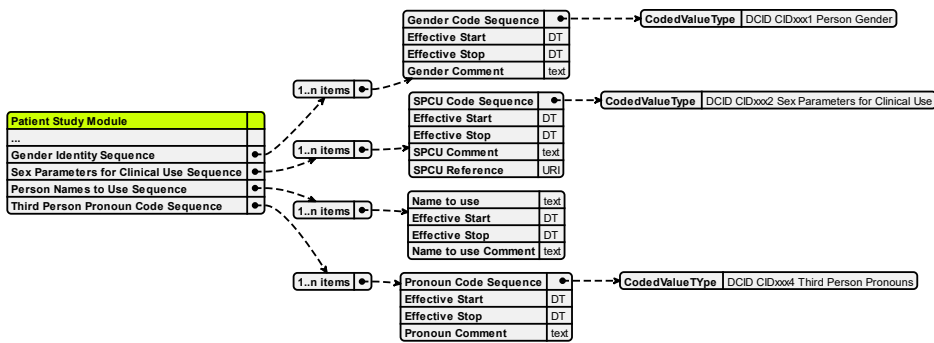 Gender Code Sequence
Effective Start DT
Effective Stop DT
Gender Comment text
CodedValueType DCID CIDxxx1 Person Gender
1..n items
SPCU Code Sequence
Effective Start DT
Effective Stop DT
SPCU Comment text
SPCU Reference URI
CodedValueType DCID CIDxxx2 Sex Parameters for Clinical Use
Patient Study Module
...
Gender Identity Sequence
Sex Parameters for Clinical Use Sequence
Person Names to Use Sequence
Third Person Pronoun Code Sequence
1..n items
1..n items
Name to use text
Effective Start DT
Effective Stop DT
Name to use Comment text
1..n items
Pronoun Code Sequence
Effective Start DT
Effective Stop DT
Pronoun Comment text
CodedValueTYpe DCID CIDxxx4 Third Person Pronouns